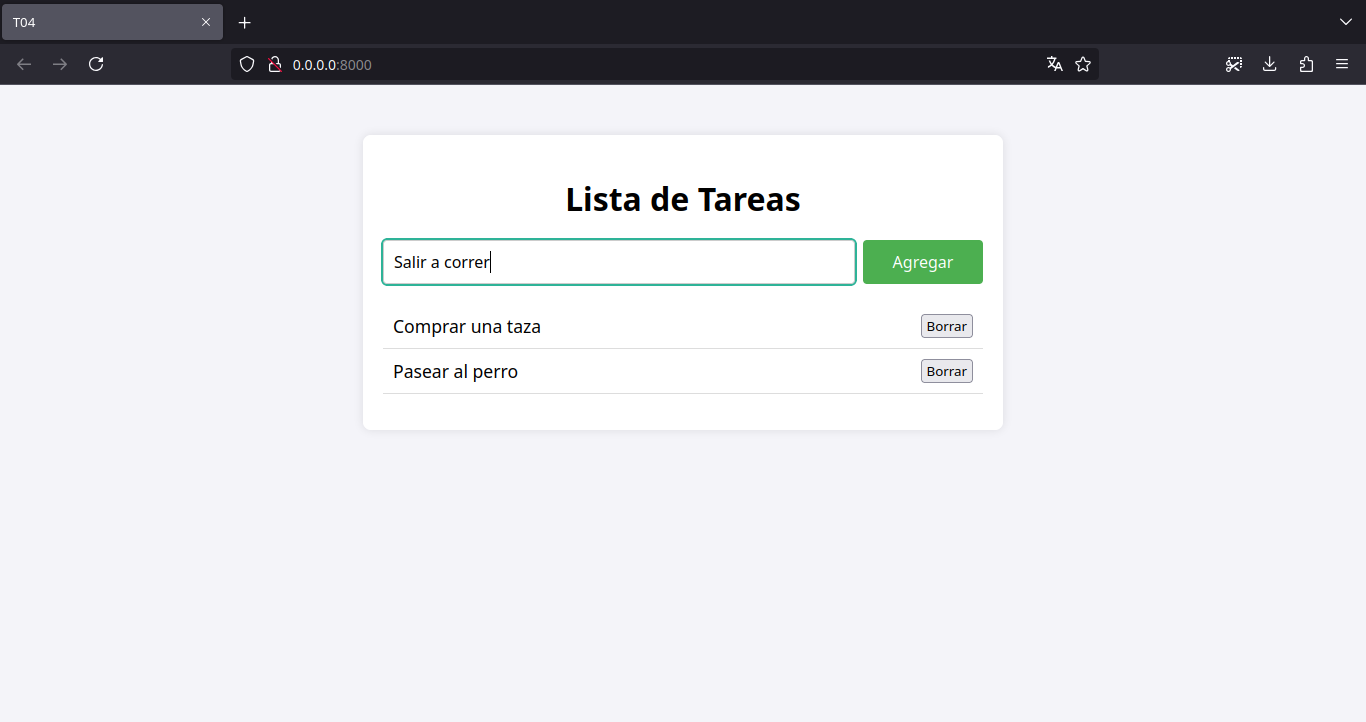 T04
0.0.0.0:8000
Lista de Tareas
Salir a correr
Agregar
Comprar una taza
Borrar
Pasear al perro
Borrar